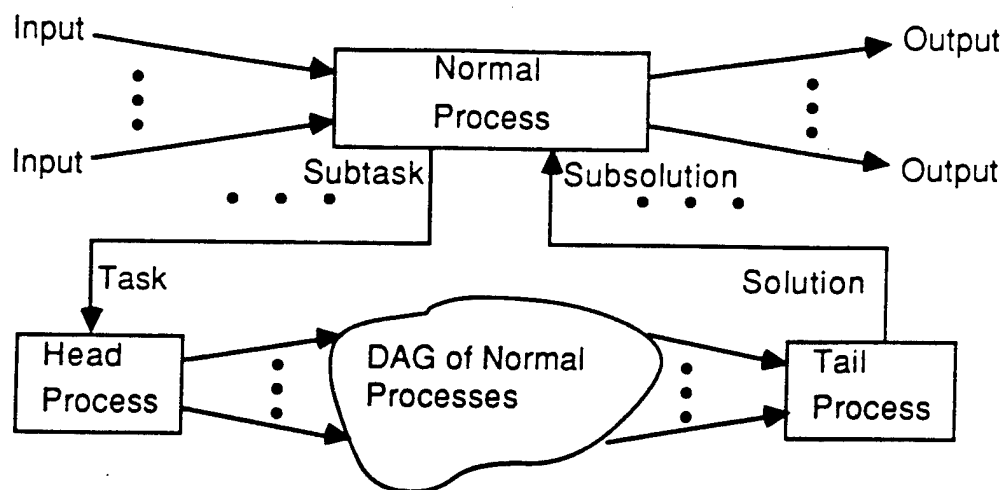 Input
Normal
Process
Output
Input
Output
Subtask
Subsolution
Task
Solution
Head
Process
DAG of Normal
Processes
Tail
Process